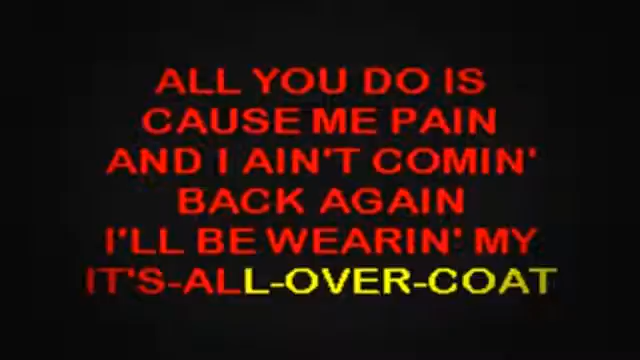 ALL YOU DO IS
CAUSE ME PAIN
AND I AIN'T COMIN'
BACK AGAIN
I'LL BE WEARIN' MY
IT'S-ALL-OVER-COAT